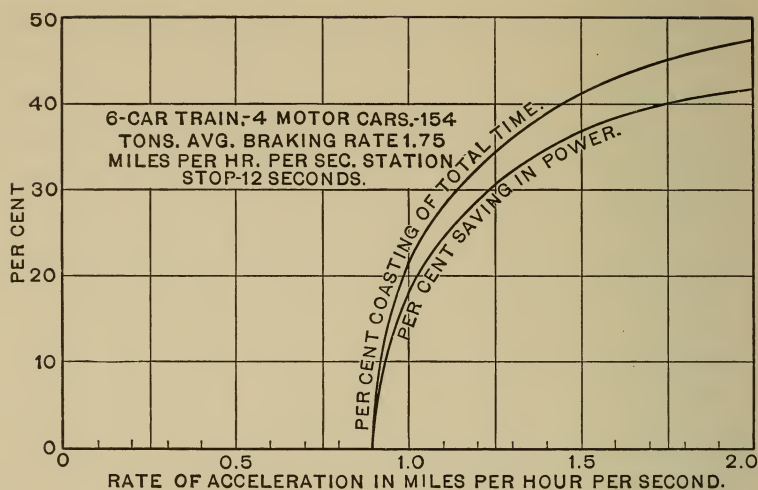 50
40
30
20
10
0
PER CENT
6-CAR TRAIN,-4 MOTOR CARS.-154
TONS. AVG. BRAKING RATE 1.75
MILES PER HR. PER SEC. STATION
STOP-12 SECONDS.
PER CENT COASTING OF TOTAL TIME.
PER CENT SAVING IN POWER.
0 0.5 1.0 1.5 2.0
RATE OF ACCELERATION IN MILES PER HOUR PER SECOND.